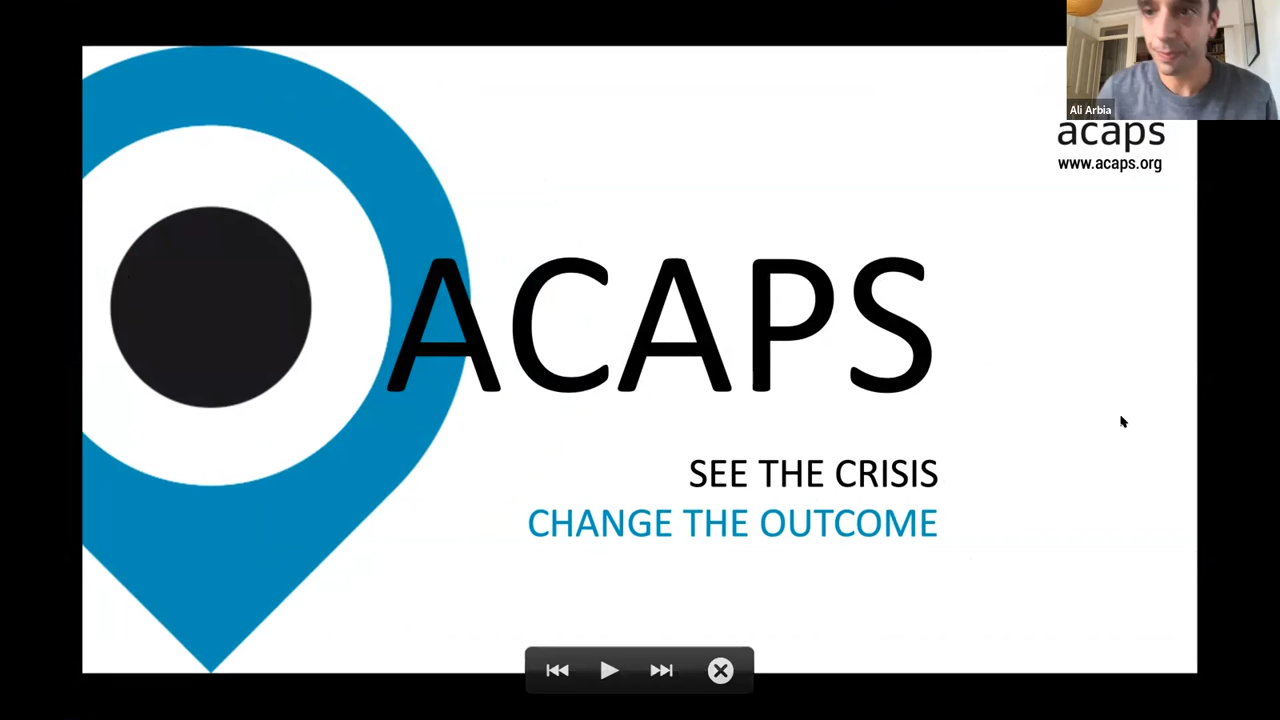 Ali Arbia
acaps
www.acaps.org
ACAPS
SEE THE CRISIS
CHANGE THE OUTCOME